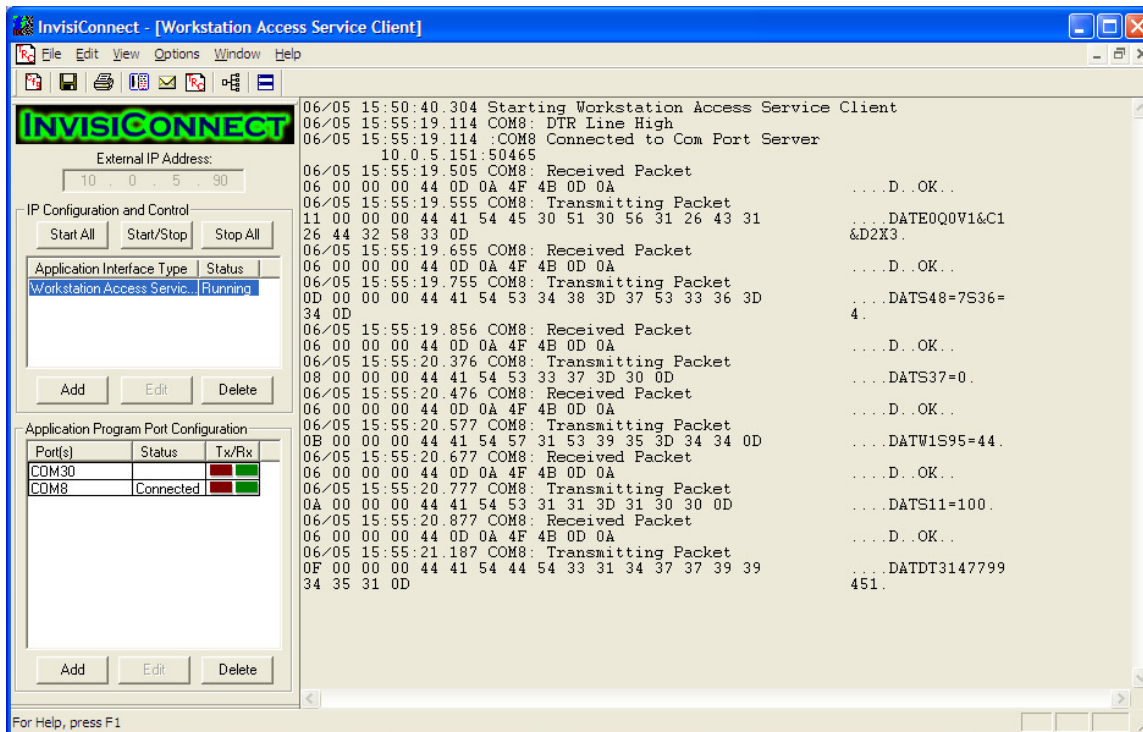 InvisiConnect - [Workstation Access Service Client]
File Edit View Options Window Help
INVISICONNECT
External IP Address:
10 . 0 . 5 . 90
IP Configuration and Control
Start All Start/Stop Stop All
Application Interface Type Status
Workstation Access Servic... Running
Add Edit Delete
Application Program Port Configuration
Port(s) Status Tx/Rx
COM30
COM8 Connected
Add Edit Delete
06/05 15:50:40.304 Starting Workstation Access Service Client
06/05 15:55:19.114 COM8: DTR Line High
06/05 15:55:19.114 :COM8 Connected to Com Port Server
10.0.5.151:50465
06/05 15:55:19.505 COM8: Received Packet
06 00 00 00 44 0D 0A 4F 4B 0D 0A ....D..OK..
06/05 15:55:19.555 COM8: Transmitting Packet
11 00 00 00 44 41 54 45 30 51 30 56 31 26 43 31 ....DATE0Q0V1&C1
26 44 32 58 33 0D &D2X3.
06/05 15:55:19.655 COM8: Received Packet
06 00 00 00 44 0D 0A 4F 4B 0D 0A ....D..OK..
06/05 15:55:19.755 COM8: Transmitting Packet
0D 00 00 00 44 41 54 53 34 38 3D 37 53 33 36 3D ....DATS48=7S36=
34 0D 4.
06/05 15:55:19.856 COM8: Received Packet
06 00 00 00 44 0D 0A 4F 4B 0D 0A ....D..OK..
06/05 15:55:20.376 COM8: Transmitting Packet
08 00 00 00 44 41 54 53 33 37 3D 30 0D ....DATS37=0.
06/05 15:55:20.476 COM8: Received Packet
06 00 00 00 44 0D 0A 4F 4B 0D 0A ....D..OK..
06/05 15:55:20.577 COM8: Transmitting Packet
0B 00 00 00 44 41 54 57 31 53 39 35 3D 34 34 0D ....DATW1S95=44.
06/05 15:55:20.677 COM8: Received Packet
06 00 00 00 44 0D 0A 4F 4B 0D 0A ....D..OK..
06/05 15:55:20.777 COM8: Transmitting Packet
0A 00 00 00 44 41 54 53 31 31 3D 31 30 30 0D ....DATS11=100.
06/05 15:55:20.877 COM8: Received Packet
06 00 00 00 44 0D 0A 4F 4B 0D 0A ....D..OK..
06/05 15:55:21.187 COM8: Transmitting Packet
0F 00 00 00 44 41 54 44 54 33 31 34 37 37 39 39 ....DATDT3147799
34 35 31 0D 451.
For Help, press F1